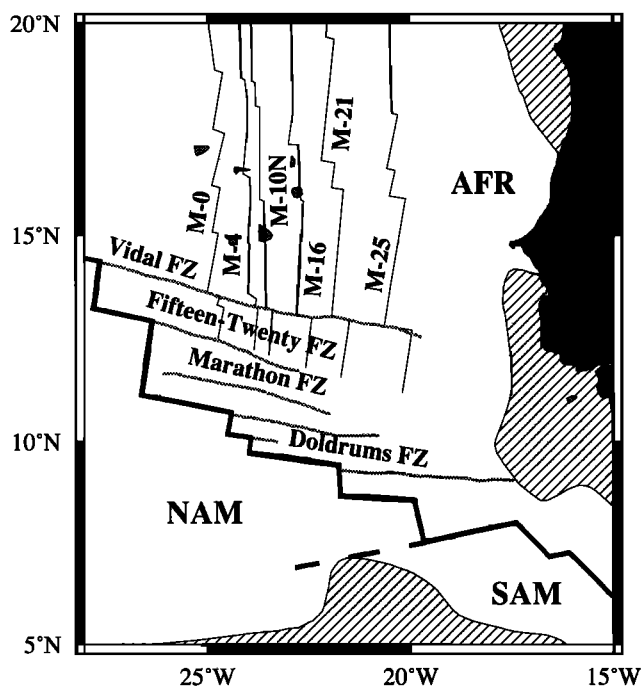 20°N
M-21
M-10N
AFR
M-0
M-4
M-16
M-25
15°N
Vidal FZ
Fifteen-Twenty FZ
Marathon FZ
10°N
Doldrums FZ
NAM
SAM
5°N
25°W
20°W
15°W